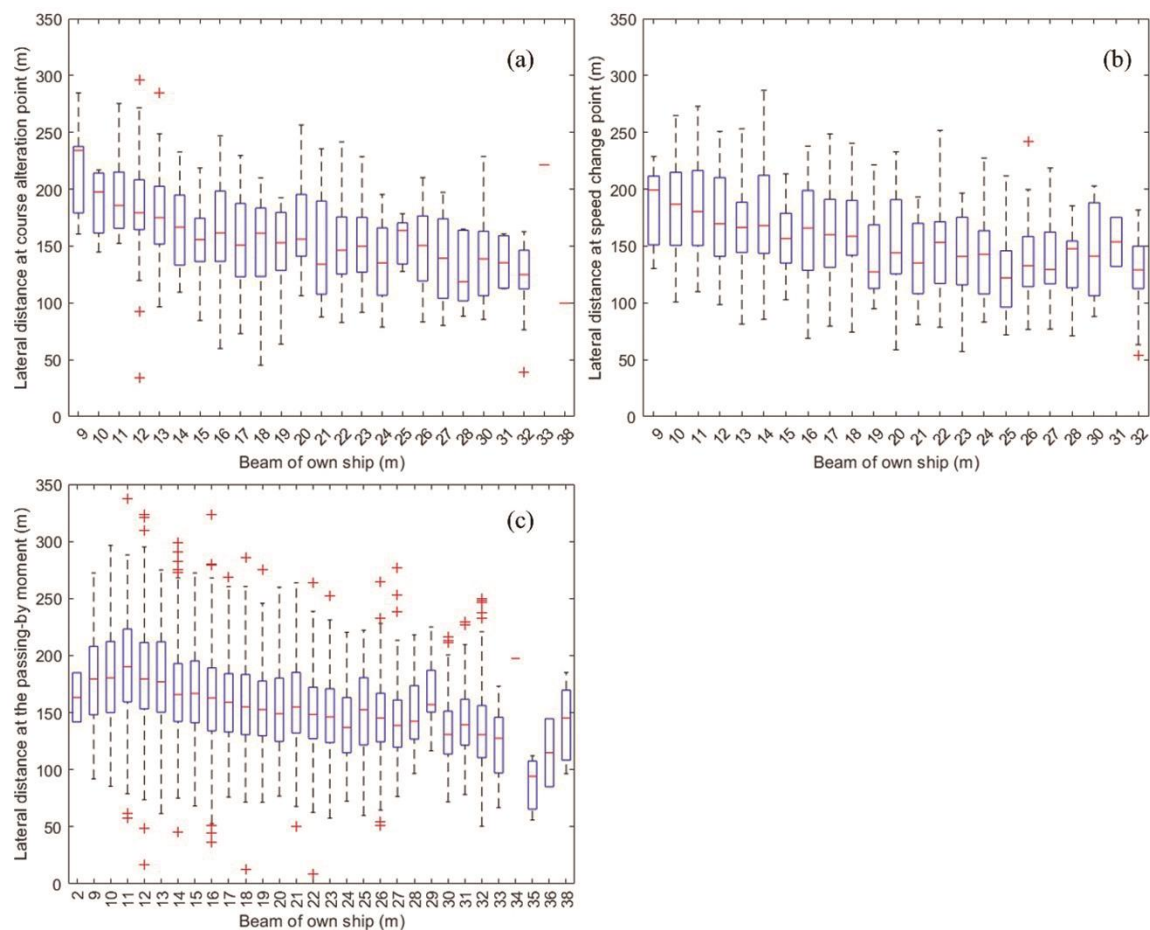 (a)
Lateral distance at course alteration point (m)
350
300
250
200
150
100
50
0
9 10 11 12 13 14 15 16 17 18 19 20 21 22 23 24 25 26 27 28 30 31 32 33 38
Beam of own ship (m)
(b)
Lateral distance at speed change point (m)
350
300
250
200
150
100
50
0
9 10 11 12 13 14 15 16 17 18 19 20 21 22 23 24 25 26 27 28 30 31 32
Beam of own ship (m)
(c)
Lateral distance at the passing-by moment (m)
350
300
250
200
150
100
50
0
2 9 10 11 12 13 14 15 16 17 18 19 20 21 22 23 24 25 26 27 28 29 30 31 32 33 34 35 36 38
Beam of own ship (m)